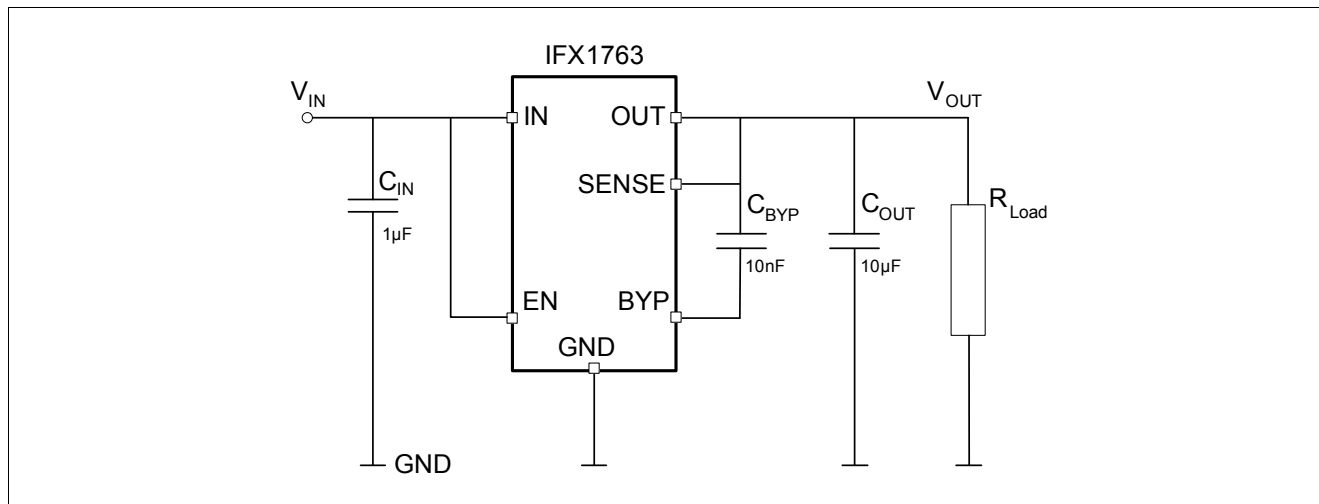 IFX1763
V_IN
IN
OUT
V_OUT
SENSE
C_IN
1µF
C_BYP
10nF
C_OUT
10µF
R_Load
EN
BYP
GND
GND